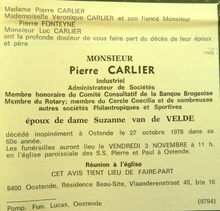 Madame Pierre CARLIER
Mademoiselle Veronique CARLIER et son fiancé Monsieur
Pierre FONTEYNE
Monsieur Luc CARLIER
ont la profonde douleur de vous faire part du décès de leur époux
et père
MONSIEUR
Pierre CARLIER
Industriel
Administrateur de Sociétés
Membre honoraire du Comité Consultatif de la Banque Brugeoise
Membre du Rotary; membre du Cercle Coecilia et de nombreuses
autres sociétés Philantropiques et Sportives
époux de dame Suzanne van de VELDE
décédé inopinément à Ostende le 27 octobre 1978 dans sa
60e année.
Les funérailles auront lieu le VENDREDI 3 NOVEMBRE à 11 h.
en l'église paroissiale des S.S. Pierre et Paul à Ostende.
Réunion à l'église
CET AVIS TIENT LIEU DE FAIRE-PART
8400 Oostende, Résidence Beau-Site, Vlaanderenstraat 45, bte 16
Pomp. Fun. Lucas, Oostende (9794)